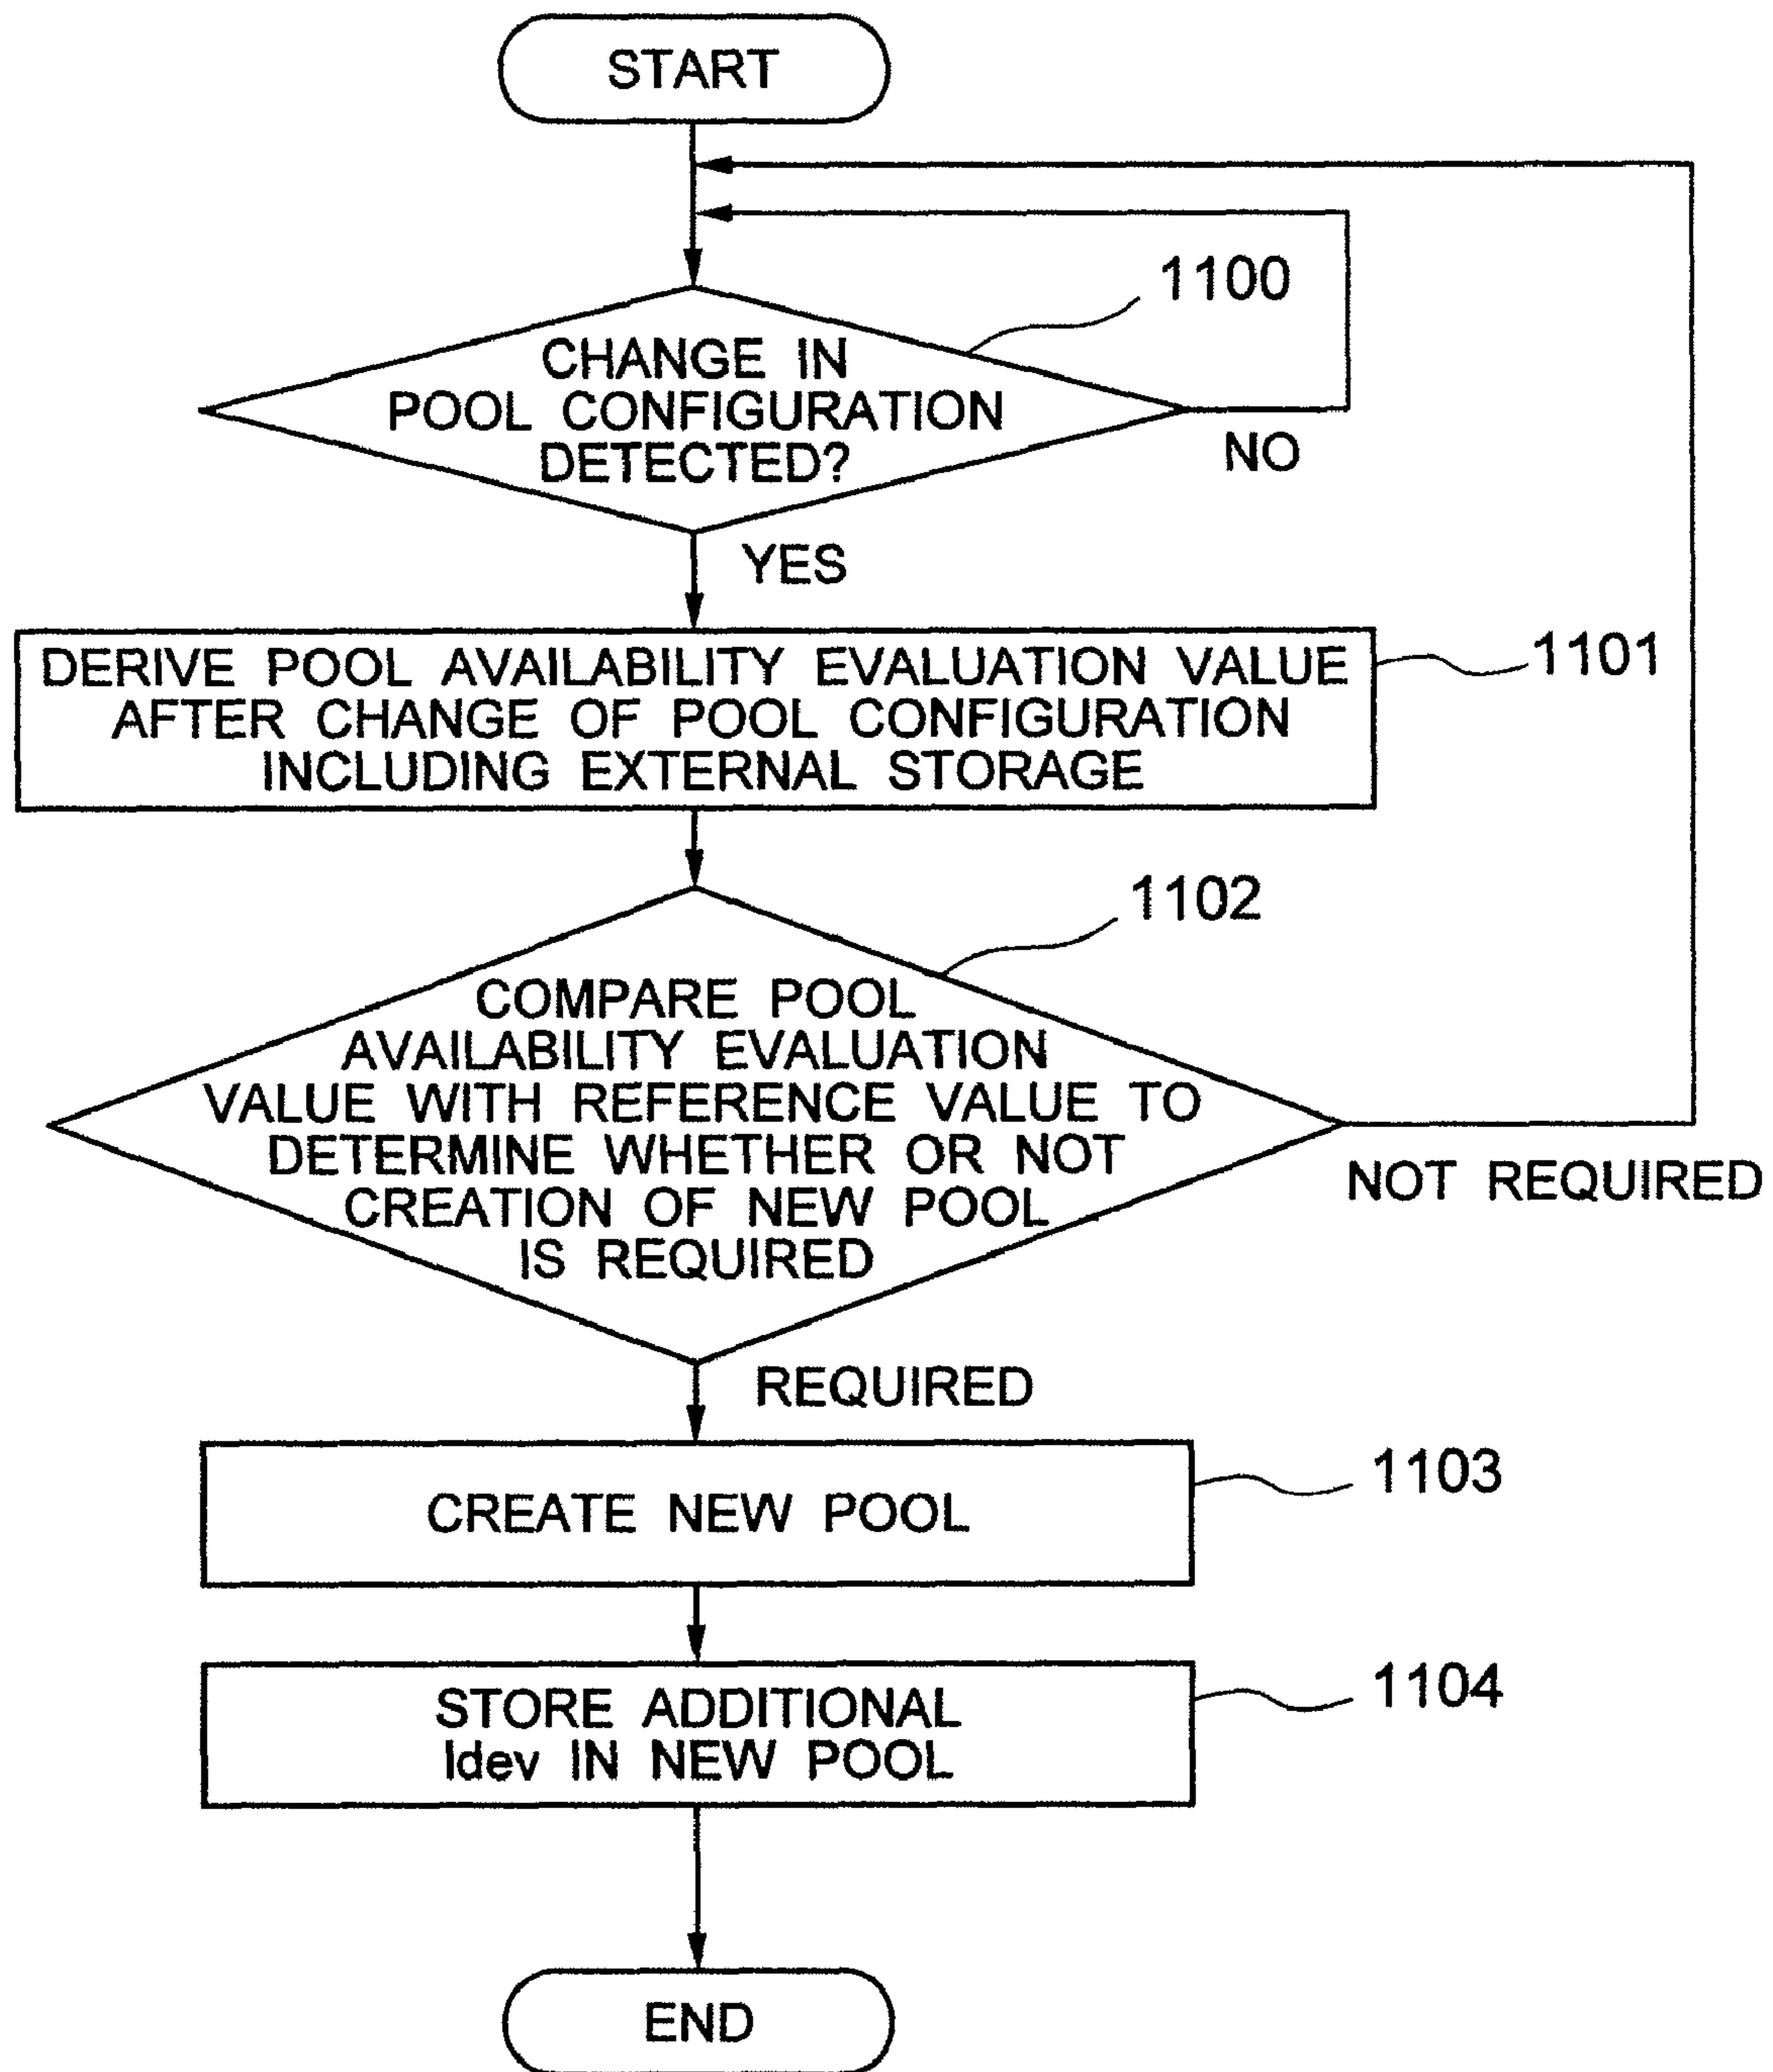 START
1100
CHANGE IN
POOL CONFIGURATION
DETECTED?
NO
YES
DERIVE POOL AVAILABILITY EVALUATION VALUE
AFTER CHANGE OF POOL CONFIGURATION
INCLUDING EXTERNAL STORAGE
1101
1102
COMPARE POOL
AVAILABILITY EVALUATION
VALUE WITH REFERENCE VALUE TO
DETERMINE WHETHER OR NOT
CREATION OF NEW POOL
IS REQUIRED
NOT REQUIRED
REQUIRED
CREATE NEW POOL
1103
STORE ADDITIONAL
ldev IN NEW POOL
1104
END